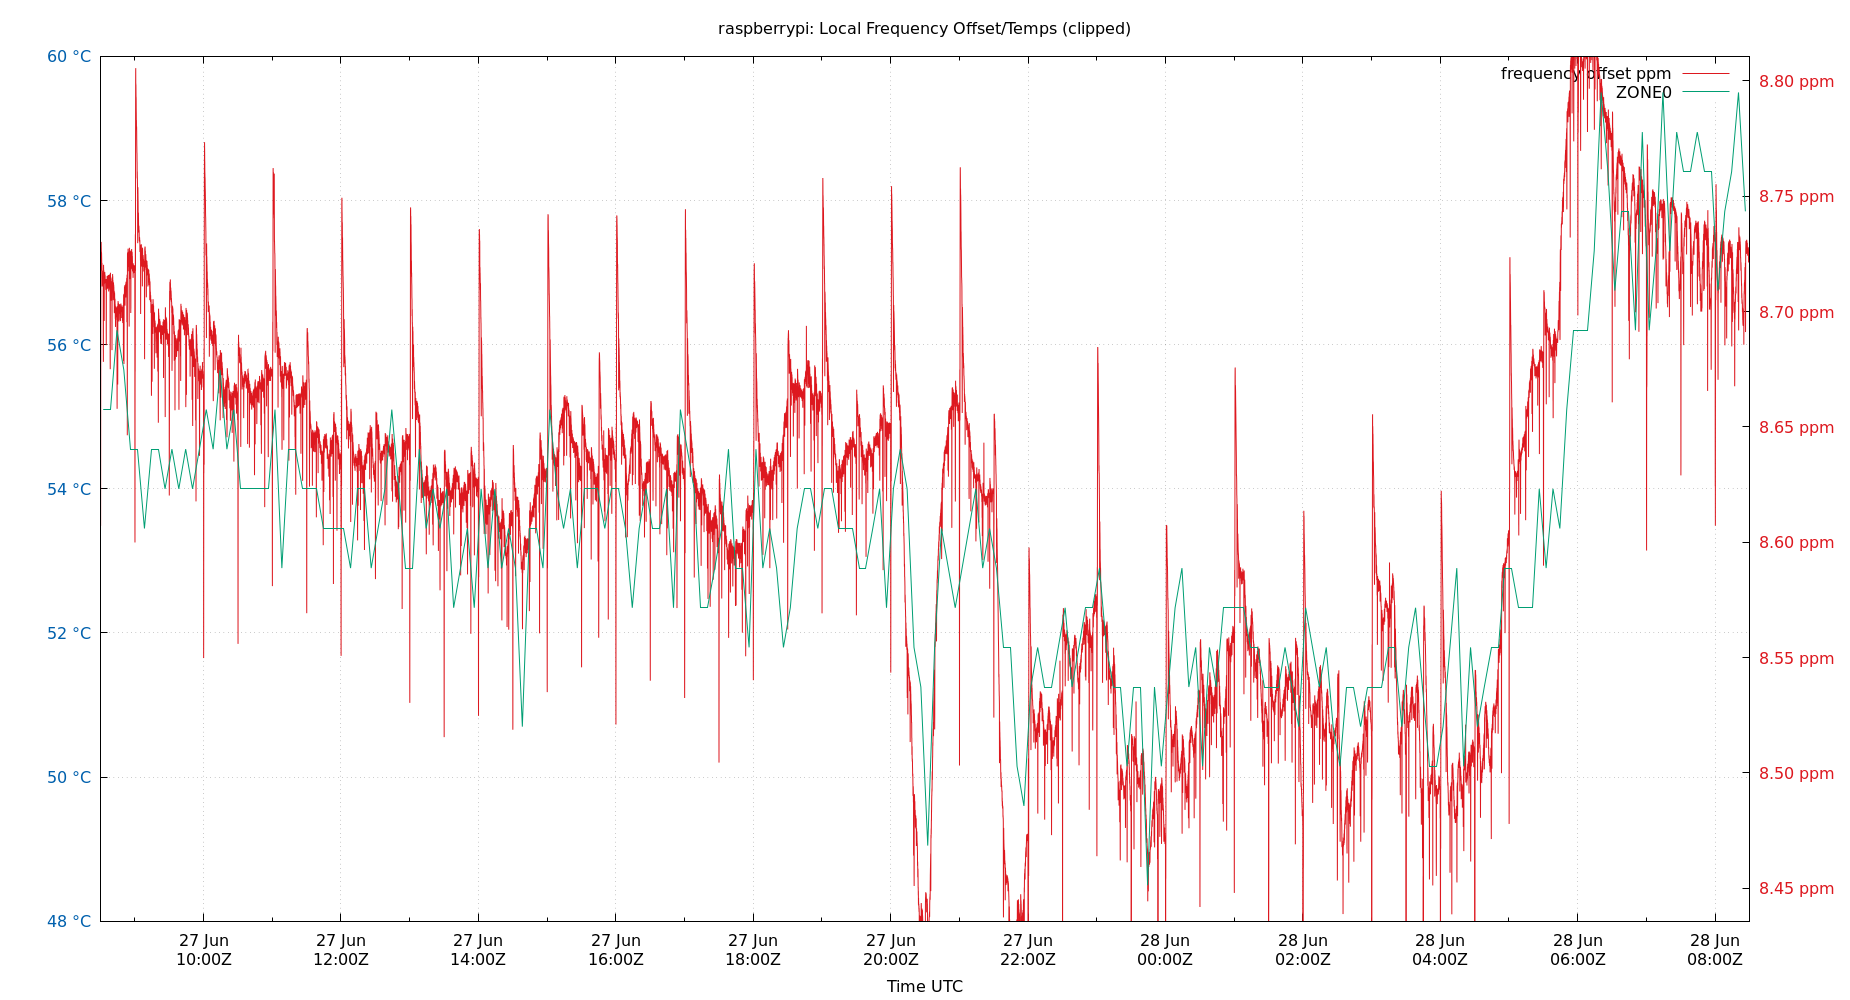 raspberrypi: Local Frequency Offset/Temps (clipped)
60 °C
58 °C
56 °C
54 °C
52 °C
50 °C
48 °C
frequency offset ppm
ZONE0
8.80 ppm
8.75 ppm
8.70 ppm
8.65 ppm
8.60 ppm
8.55 ppm
8.50 ppm
8.45 ppm
27 Jun 27 Jun 27 Jun 27 Jun 27 Jun 27 Jun 27 Jun 28 Jun 28 Jun 28 Jun 28 Jun 28 Jun
10:00Z 12:00Z 14:00Z 16:00Z 18:00Z 20:00Z 22:00Z 00:00Z 02:00Z 04:00Z 06:00Z 08:00Z
Time UTC